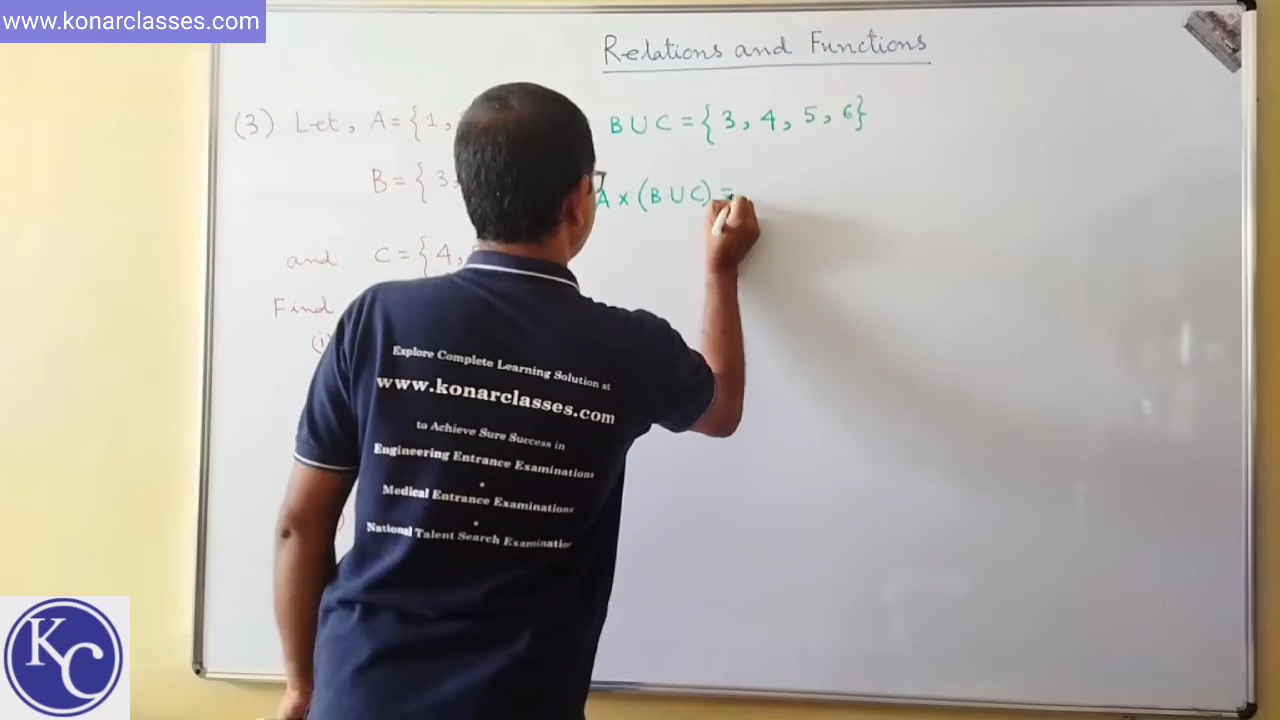 www.konarclasses.com
Relations and Functions
(3) Let, A={1,
B={3,
and C={4,
Find
(i)
B∪C={3, 4, 5, 6}
A×(B∪C)=
Explore Complete Learning Solution at
www.konarclasses.com
to Achieve Sure Success in
Engineering Entrance Examinations
•
Medical Entrance Examinations
•
National Talent Search Examination
KC